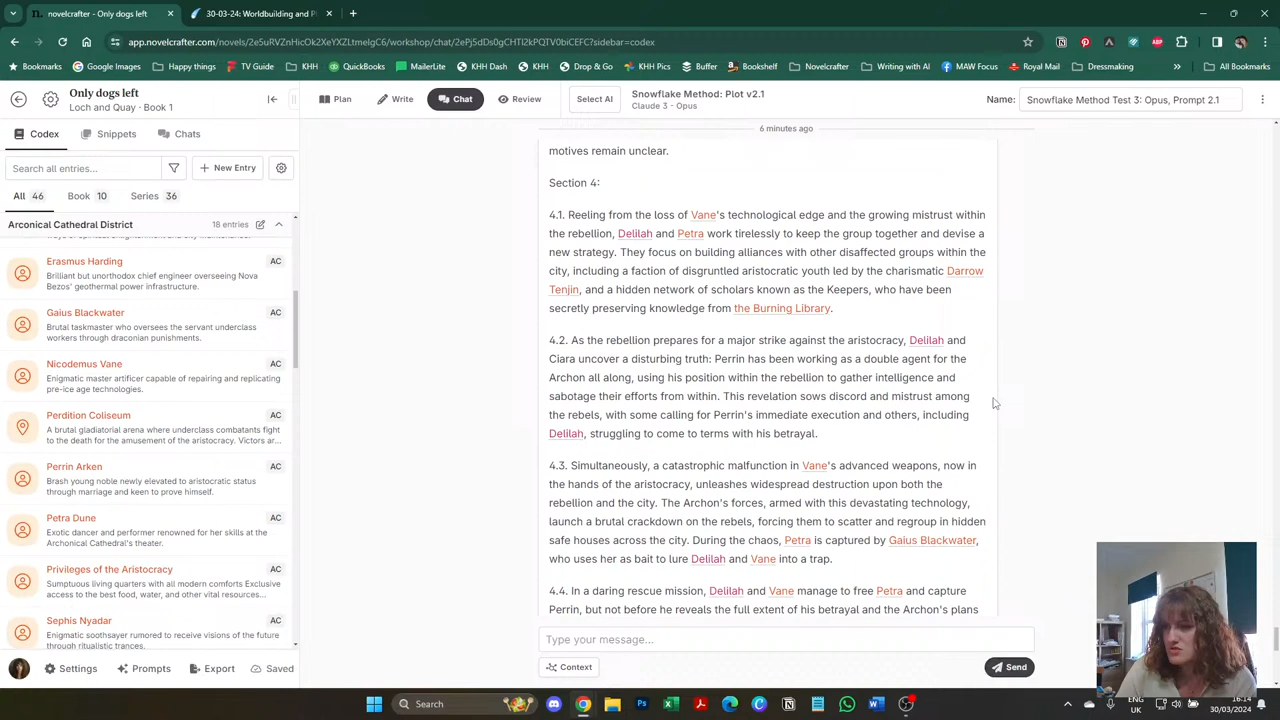 novelcrafter
30-03-24: Worldbuilding and P
app.novelcrafter.com/novels/2e5uRVZnHicOk2XeYXZLtmelgC6/workshop/chat/2ePj5dDs0gCHTI2kPQTV0biCEFC?sidebar=codex
Bookmarks Google Images Happy things TV Guide KHH QuickBooks MailerLite KHH Drop & Go KHH Pics Buffer Bookshelf Novelcrafter Writing with AI MAW Focus Nourished Dressmaking
Only dogs left
Loch and Quay - Book 1
Plan Write Chat Review
Select AI
Snowflake Method: Plot v2.1
Claude 3 - Opus
Name: Snowflake Method Test 3: Opus, Prompt 2.1
Codex Snippets Chats
Search all entries...
New Entry
All 46 Book 10 Series 36
Arconical Cathedral District 18 entries
Erasmus Harding AC
Brilliant but unorthodox chief engineer overseeing Nova
Bezos' geothermal power infrastructure.
Gaius Blackwater AC
Brutal taskmaster who oversees the servant underclass
workers through draconian punishments.
Nicodemus Vane AC
Enigmatic master artificer capable of repairing and replicating
pre-ice age technologies.
Perdition Coliseum AC
A brutal gladiatorial arena where underclass combatants fight
to the death for the amusement of the aristocracy. Victors ar...
Perrin Arken AC
Brash young noble newly elevated to aristocratic status
through marriage and keen to prove himself.
Petra Dune AC
Exotic dancer and performer renowned for her skills at the
Archonical Cathedral's theater.
Privileges of the Aristocracy AC
Sumptuous living quarters with all modern comforts Exclusive
access to the best food, water, and other vital resources...
Sephis Nyadar AC
Enigmatic soothsayer rumored to receive visions of the future
through ritualistic trances.
Settings Prompts Export Saved
6 minutes ago
motives remain unclear.
Section 4:
4.1. Reeling from the loss of Vane's technological edge and the growing mistrust within
the rebellion, Delilah and Petra work tirelessly to keep the group together and devise a
new strategy. They focus on building alliances with other disaffected groups within the
city, including a faction of disgruntled aristocratic youth led by the charismatic Darrow
Tenjin, and a hidden network of scholars known as the Keepers, who have been
secretly preserving knowledge from the Burning Library.
4.2. As the rebellion prepares for a major strike against the aristocracy, Delilah and
Ciara uncover a disturbing truth: Perrin has been working as a double agent for the
Archon all along, using his position within the rebellion to gather intelligence and
sabotage their efforts from within. This revelation sows discord and mistrust among
the rebels, with some calling for Perrin's immediate execution and others, including
Delilah, struggling to come to terms with his betrayal.
4.3. Simultaneously, a catastrophic malfunction in Vane's advanced weapons, now in
the hands of the aristocracy, unleashes widespread destruction upon both the
rebellion and the city. The Archon's forces, armed with this devastating technology,
launch a brutal crackdown on the rebels, forcing them to scatter and regroup in hidden
safe houses across the city. During the chaos, Petra is captured by Gaius Blackwater,
who uses her as bait to lure Delilah and Vane into a trap.
4.4. In a daring rescue mission, Delilah and Vane manage to free Petra and capture
Perrin, but not before he reveals the full extent of his betrayal and the Archon's plans
Type your message...
Context
Send
Search
ENG
UK
16:14
30/03/2024